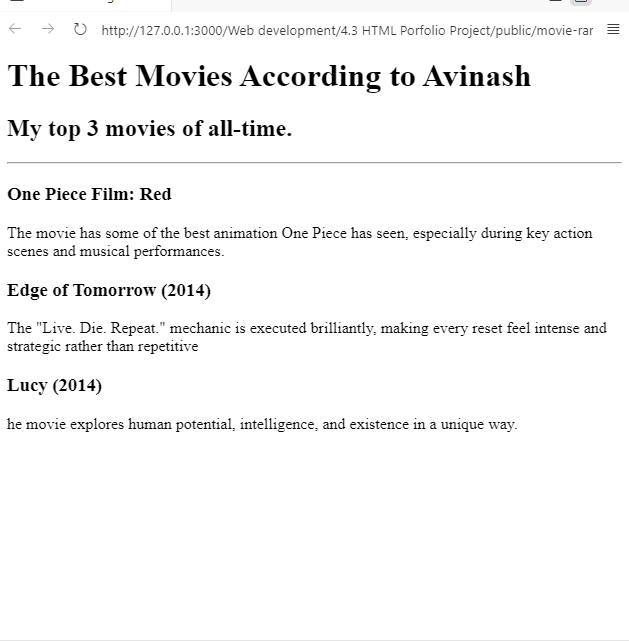 http://127.0.0.1:3000/Web development/4.3 HTML Porfolio Project/public/movie-rar
The Best Movies According to Avinash
My top 3 movies of all-time.
One Piece Film: Red
The movie has some of the best animation One Piece has seen, especially during key action
scenes and musical performances.
Edge of Tomorrow (2014)
The "Live. Die. Repeat." mechanic is executed brilliantly, making every reset feel intense and
strategic rather than repetitive
Lucy (2014)
he movie explores human potential, intelligence, and existence in a unique way.